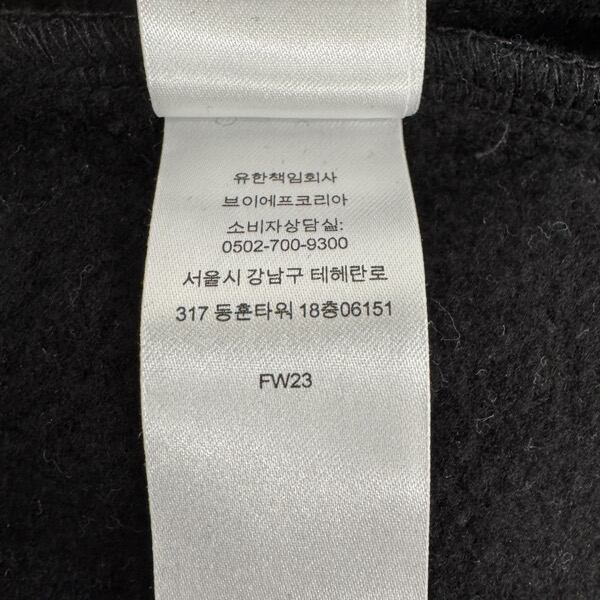 유한책임회사
브이에프코리아
소비자상담실:
0502-700-9300
서울시 강남구 테헤란로
317 동훈타워 18층06151
FW23